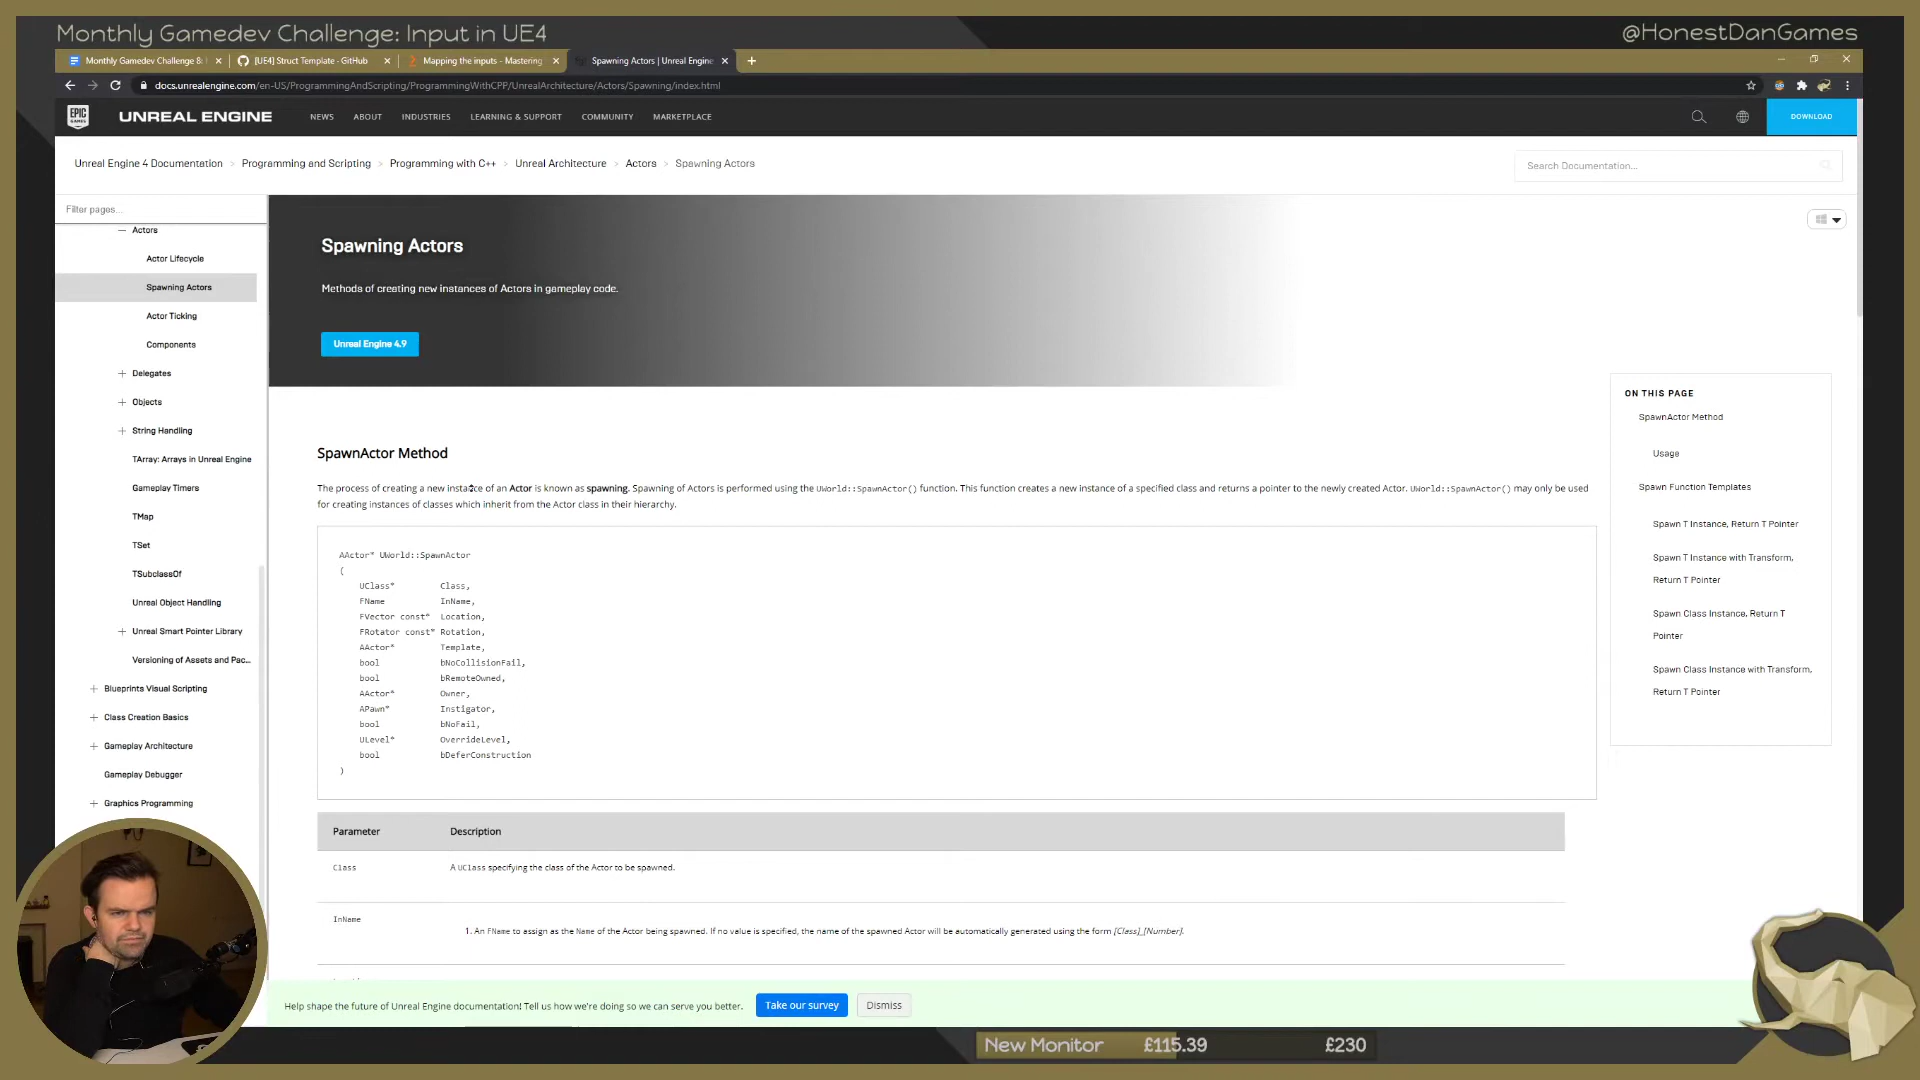 Monthly Gamedev Challenge: Input in UE4
@HonestDanGames
Monthly Gamedev Challenge 8:
[UE4] Struct Template - GitHub
Mapping the inputs - Mastering
Spawning Actors | Unreal Engine
docs.unrealengine.com/en-US/ProgrammingAndScripting/ProgrammingWithCPP/UnrealArchitecture/Actors/Spawning/index.html
EPIC GAMES
UNREAL ENGINE
NEWS
ABOUT
INDUSTRIES
LEARNING & SUPPORT
COMMUNITY
MARKETPLACE
DOWNLOAD
Unreal Engine 4 Documentation > Programming and Scripting > Programming with C++ > Unreal Architecture > Actors > Spawning Actors
Search Documentation...
Filter pages...
Actors
Actor Lifecycle
Spawning Actors
Actor Ticking
Components
Delegates
Objects
String Handling
TArray: Arrays in Unreal Engine
Gameplay Timers
TMap
TSet
TSubclassOf
Unreal Object Handling
Unreal Smart Pointer Library
Versioning of Assets and Pac...
Blueprints Visual Scripting
Class Creation Basics
Gameplay Architecture
Gameplay Debugger
Graphics Programming
Spawning Actors
Methods of creating new instances of Actors in gameplay code.
Unreal Engine 4.9
SpawnActor Method
The process of creating a new instance of an Actor is known as spawning. Spawning of Actors is performed using the UWorld::SpawnActor() function. This function creates a new instance of a specified class and returns a pointer to the newly created Actor. UWorld::SpawnActor() may only be used
for creating instances of classes which inherit from the Actor class in their hierarchy.
AActor* UWorld::SpawnActor
(
UClass* Class,
FName InName,
FVector const* Location,
FRotator const* Rotation,
AActor* Template,
bool bNoCollisionFail,
bool bRemoteOwned,
AActor* Owner,
APawn* Instigator,
bool bNoFail,
ULevel* OverrideLevel,
bool bDeferConstruction
)
Parameter Description
Class A UClass specifying the class of the Actor to be spawned.
InName
1. An FName to assign as the Name of the Actor being spawned. If no value is specified, the name of the spawned Actor will be automatically generated using the form [Class]_[Number].
ON THIS PAGE
SpawnActor Method
Usage
Spawn Function Templates
Spawn T Instance, Return T Pointer
Spawn T Instance with Transform,
Return T Pointer
Spawn Class Instance, Return T
Pointer
Spawn Class Instance with Transform,
Return T Pointer
Help shape the future of Unreal Engine documentation! Tell us how we're doing so we can serve you better.
Take our survey
Dismiss
New Monitor £115.39 £230